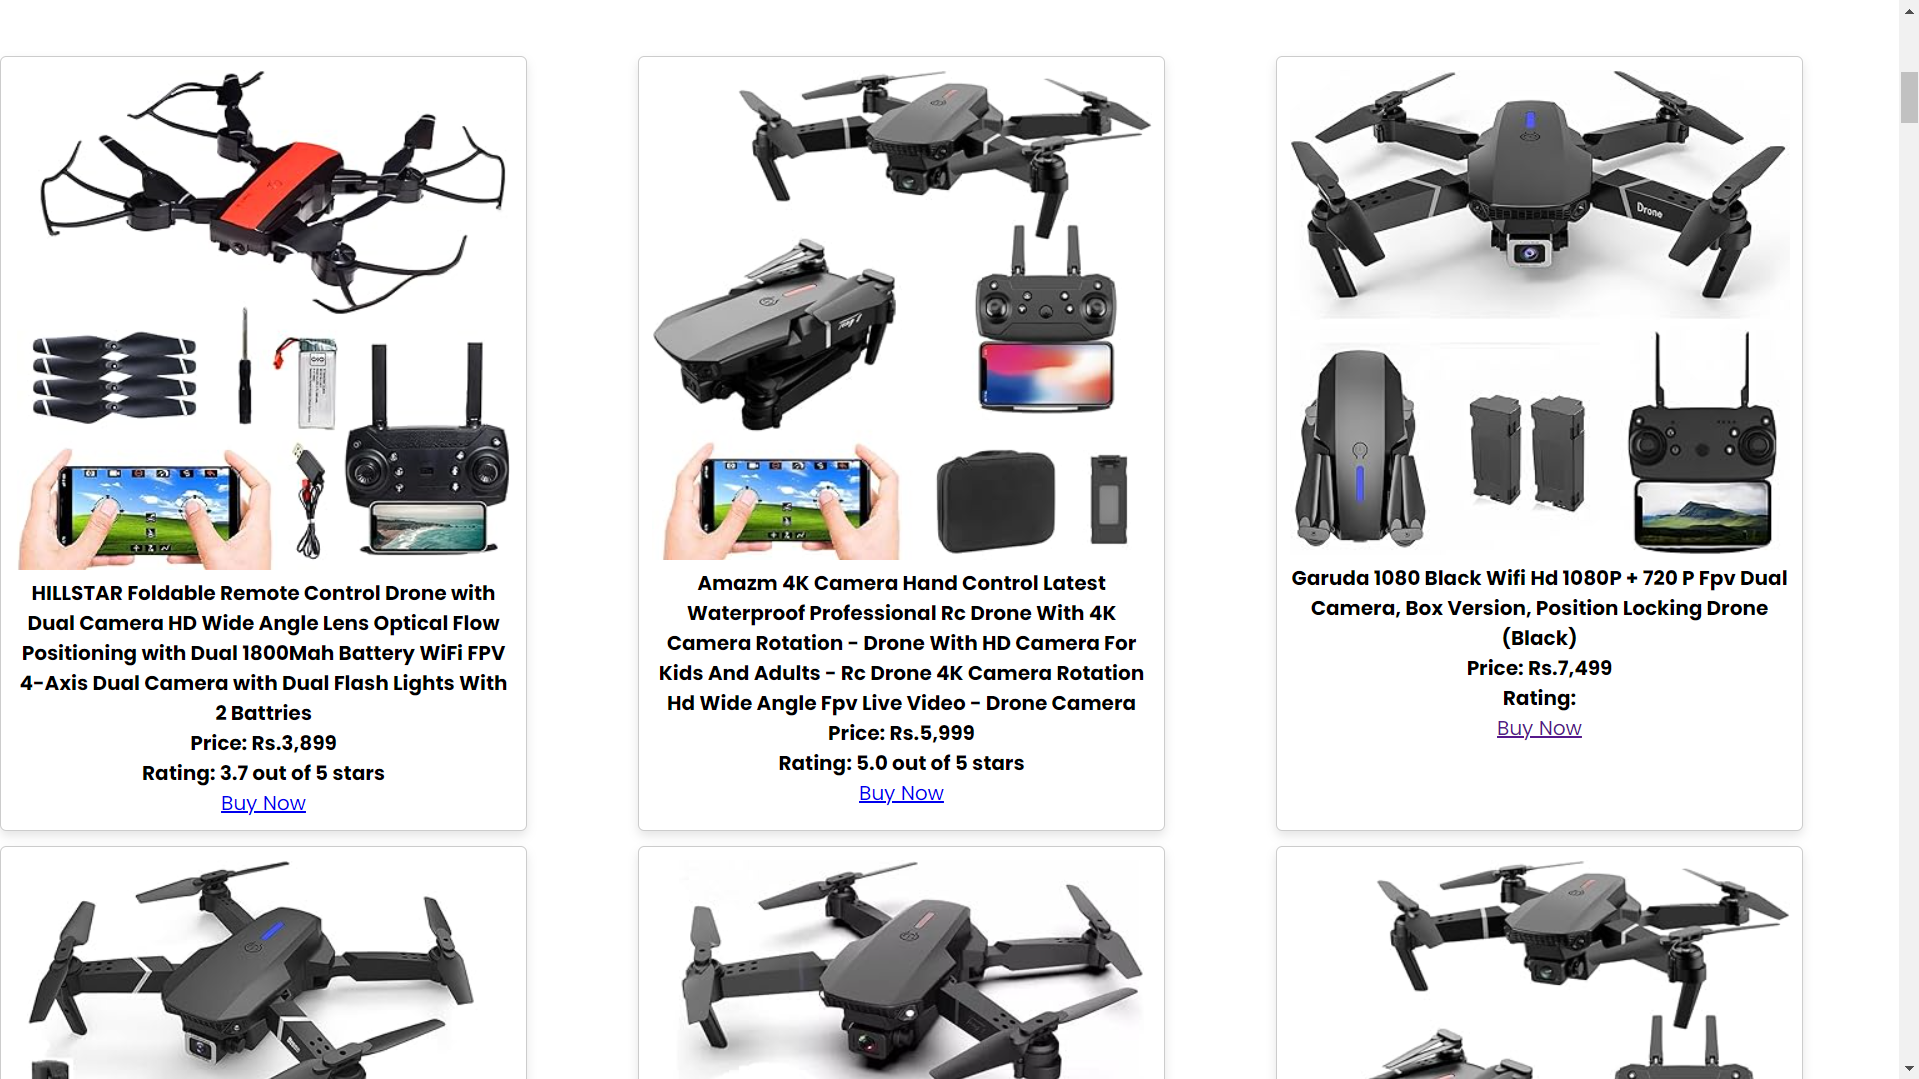 Drone
HILLSTAR Foldable Remote Control Drone with
Dual Camera HD Wide Angle Lens Optical Flow
Positioning with Dual 1800Mah Battery WiFi FPV
4-Axis Dual Camera with Dual Flash Lights With
2 Battries
Price: Rs.3,899
Rating: 3.7 out of 5 stars
Buy Now
Amazm 4K Camera Hand Control Latest
Waterproof Professional Rc Drone With 4K
Camera Rotation - Drone With HD Camera For
Kids And Adults - Rc Drone 4K Camera Rotation
Hd Wide Angle Fpv Live Video - Drone Camera
Price: Rs.5,999
Rating: 5.0 out of 5 stars
Buy Now
Garuda 1080 Black Wifi Hd 1080P + 720 P Fpv Dual
Camera, Box Version, Position Locking Drone
(Black)
Price: Rs.7,499
Rating:
Buy Now